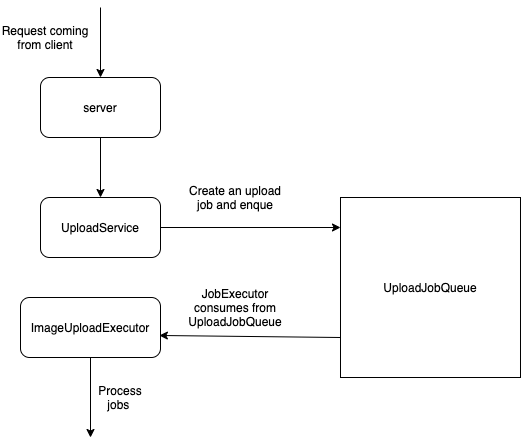 Request coming
from client
server
Create an upload
job and enque
UploadService
UploadJobQueue
JobExecutor
consumes from
UploadJobQueue
ImageUploadExecutor
Process
jobs